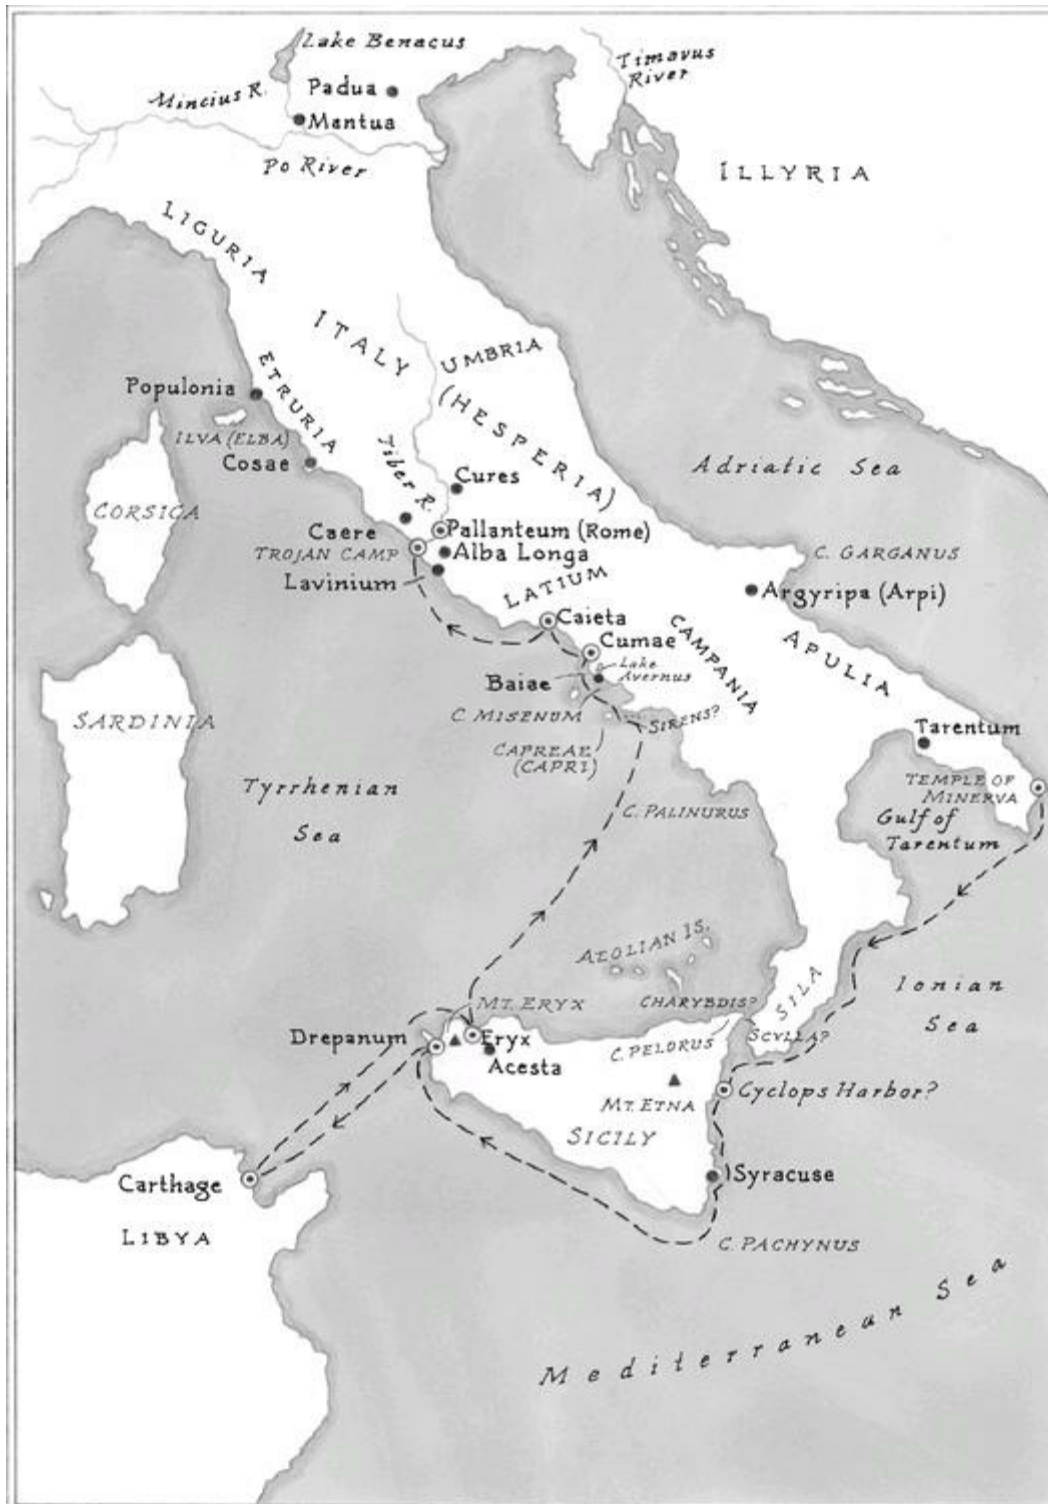 Lake Benacus
Timavus
River
Padua
Mincius R.
Mantua
Po River
ILLYRIA
LIGURIA
ITALY
UMBRIA
(HESPERIA)
ETRURIA
Populonia
ILVA (ELBA)
Cosae
Tiber R.
Adriatic Sea
Cures
CORSICA
Caere
Pallanteum (Rome)
TROJAN CAMP
Alba Longa
C. GARGANUS
Lavinium
LATIUM
Argyripa (Arpi)
Caieta
CAMPANIA
APULIA
Cumae
Lake
Avernus
Baiae
C. MISENUM
SIRENS?
SARDINIA
CAPREAE
(CAPRI)
Tarentum
TEMPLE OF
MINERVA
Tyrrhenian
Sea
C. PALINURUS
Gulf of
Tarentum
AEOLIAN IS.
SILA
Ionian
Sea
MT. ERYX
CHARYBDIS?
Drepanum
Eryx
Acesta
C. PELORUS
SCYLLA?
MT. ETNA
Cyclops Harbor?
SICILY
Carthage
Syracuse
LIBYA
C. PACHYNUS
Mediterranean Sea